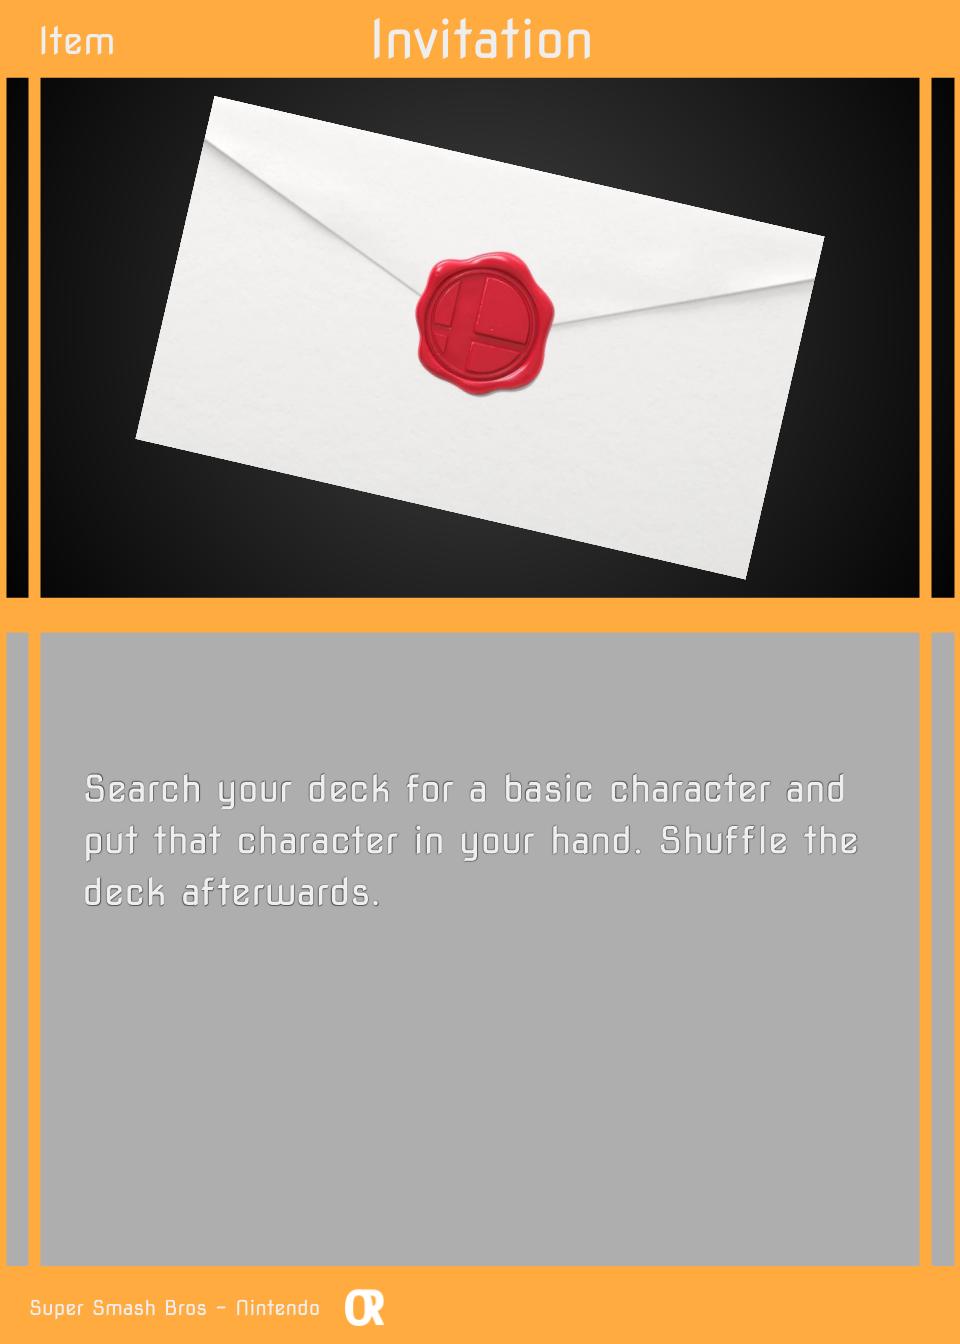 Item
Invitation
Search your deck for a basic character and
put that character in your hand. Shuffle the
deck afterwards.
Super Smash Bros - Nintendo
OR